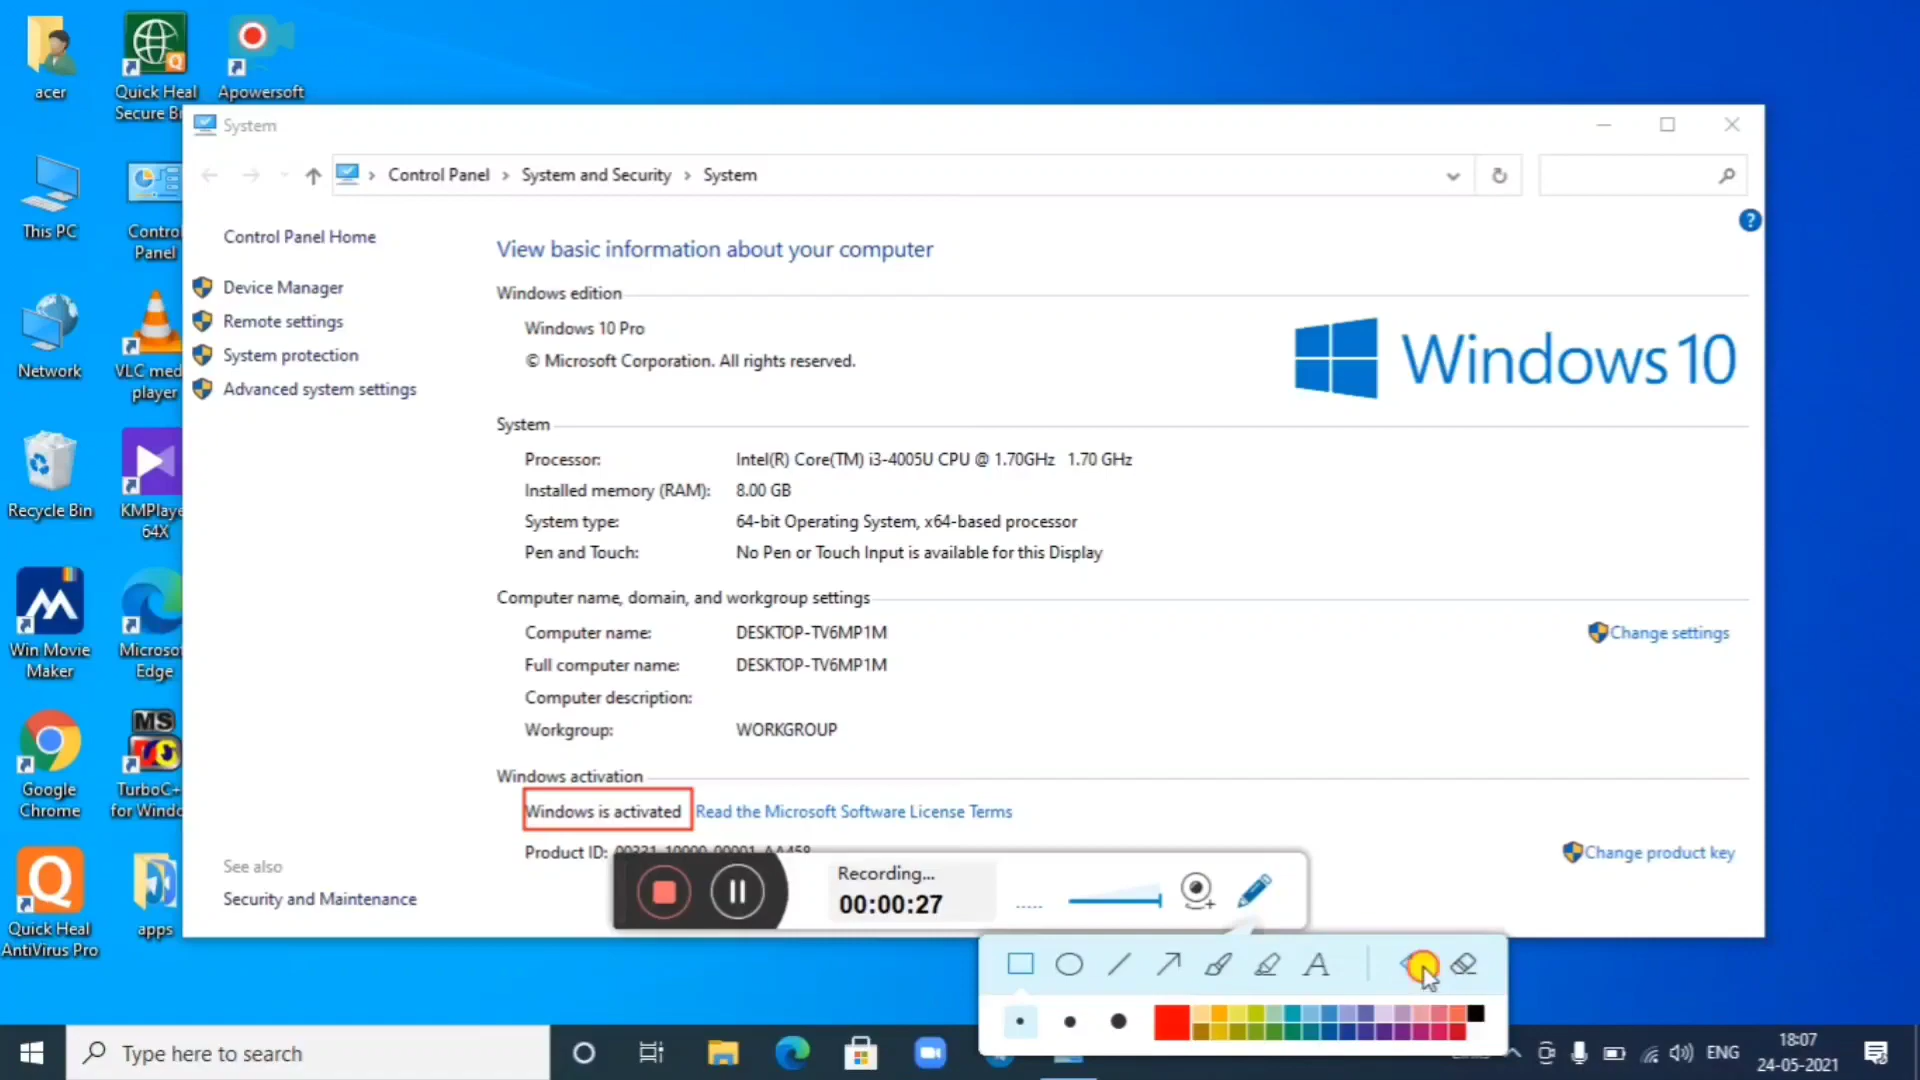 acer
Quick Heal
Secure B
Apowersoft
System
Control Panel
System and Security
System
This PC
Control
Panel
Control Panel Home
View basic information about your computer
Device Manager
Windows edition
Remote settings
Windows 10 Pro
System protection
© Microsoft Corporation. All rights reserved.
Windows 10
Network
VLC med
player
Advanced system settings
System
Processor: Intel(R) Core(TM) i3-4005U CPU @ 1.70GHz 1.70 GHz
Installed memory (RAM): 8.00 GB
Recycle Bin
KMPlaye
64X
System type: 64-bit Operating System, x64-based processor
Pen and Touch: No Pen or Touch Input is available for this Display
Computer name, domain, and workgroup settings
Computer name: DESKTOP-TV6MP1M
Change settings
Win Movie
Maker
Microsof
Edge
Full computer name: DESKTOP-TV6MP1M
Computer description:
Workgroup: WORKGROUP
MS
Windows activation
Google
Chrome
TurboC+
for Windo
Windows is activated Read the Microsoft Software License Terms
Product ID:
Change product key
See also
Security and Maintenance
Recording...
00:00:27
Quick Heal
AntiVirus Pro
apps
A
Type here to search
ENG
18:07
24-05-2021